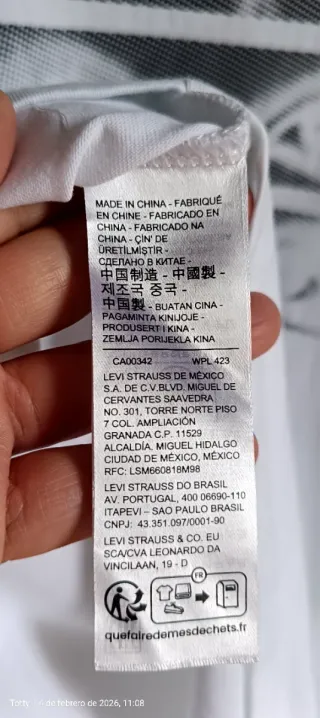 MADE IN CHINA - FABRIQUÉ
EN CHINE - FABRICADO EN
CHINA - FABRICADO NA
CHINA - ÇİN' DE
ÜRETİLMİŞTİR -
СДЕЛАНО В КИТАЕ -
中国制造 - 中國製 -
제조국 중국 -
中国製 - BUATAN CINA -
PAGAMINTA KINIJOJE -
PRODUSERT I KINA -
ZEMLJA PORIJEKLA KINA
CA00342 WPL 423
LEVI STRAUSS DE MÉXICO
S.A. DE C.V.BLVD. MIGUEL DE
CERVANTES SAAVEDRA
NO. 301, TORRE NORTE PISO
7 COL. AMPLIACIÓN
GRANADA C.P. 11529
ALCALDÍA. MIGUEL HIDALGO
CIUDAD DE MÉXICO, MÉXICO
RFC: LSM660818M98
LEVI STRAUSS DO BRASIL
AV. PORTUGAL, 400 06690-110
ITAPEVI – SAO PAULO BRASIL
CNPJ: 43.351.097/0001-90
LEVI STRAUSS & CO. EU
SCA/CVA LEONARDO DA
VINCILAAN, 19 - D
FR
quefairedemesdechets.fr
de febrero de 2026, 11:08